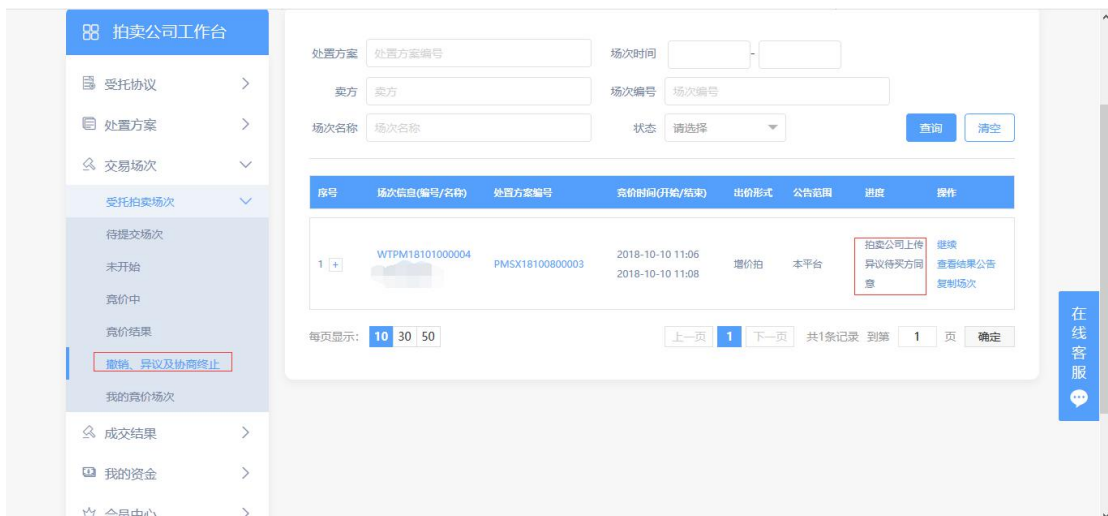 拍卖公司工作台
受托协议
处置方案
交易场次
受托拍卖场次
待提交场次
未开始
竞价中
竞价结果
撤销、异议及协商终止
我的竞价场次
成交结果
我的资金
会员中心
处置方案 处置方案编号 场次时间 -
卖方 卖方 场次编号 场次编号
场次名称 场次名称 状态 请选择 查询 清空
序号 场次信息(编号/名称) 处置方案编号 竞价时间(开始/结束) 出价形式 公告范围 进度 操作
1 + WTPM18101000004 PMSX18100800003 2018-10-10 11:06
2018-10-10 11:08 增价拍 本平台 拍卖公司上传
异议待买方同
意
继续
查看结果公告
复制场次
每页显示: 10 30 50 上一页 1 下一页 共1条记录 到第 1 页 确定
在线客服